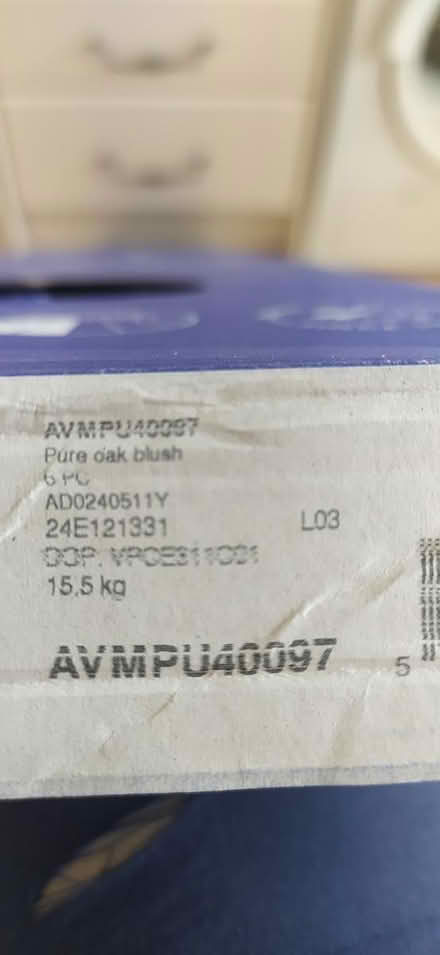 AVMPU40097
Pure oak blush
6 PC
AD0240511Y
24E121331 L03
15.5 kg
AVMPU40097
5